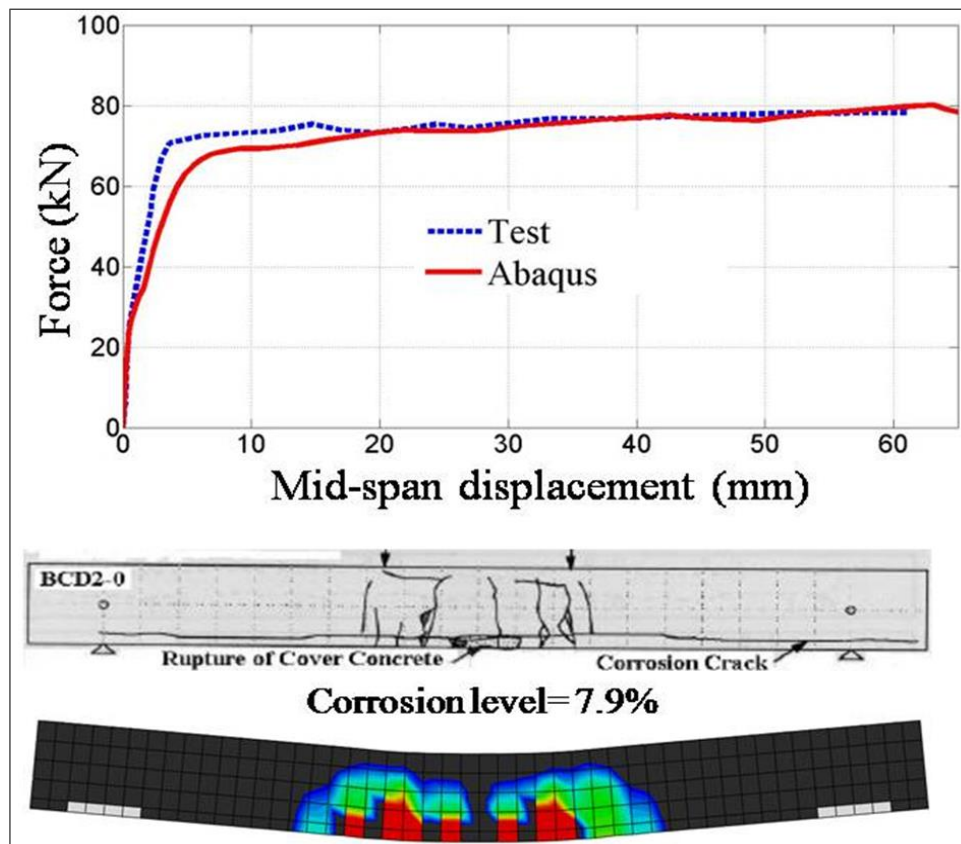 100
80
60
40
20
0
Force (kN)
Test
Abaqus
0 10 20 30 40 50 60
Mid-span displacement (mm)
BCD2-0
Rupture of Cover Concrete
Corrosion Crack
Corrosion level= 7.9%